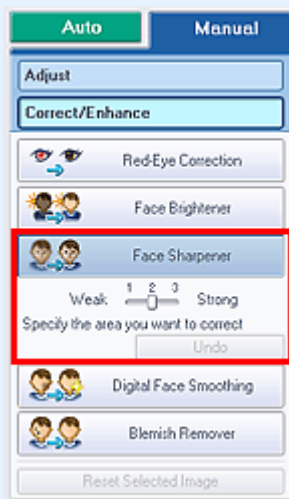 Auto Manual
Adjust
Correct/Enhance
Red-Eye Correction
Face Brightener
Face Sharpener
1 2 3
Weak Strong
Specify the area you want to correct
Undo
Digital Face Smoothing
Blemish Remover
Reset Selected Image